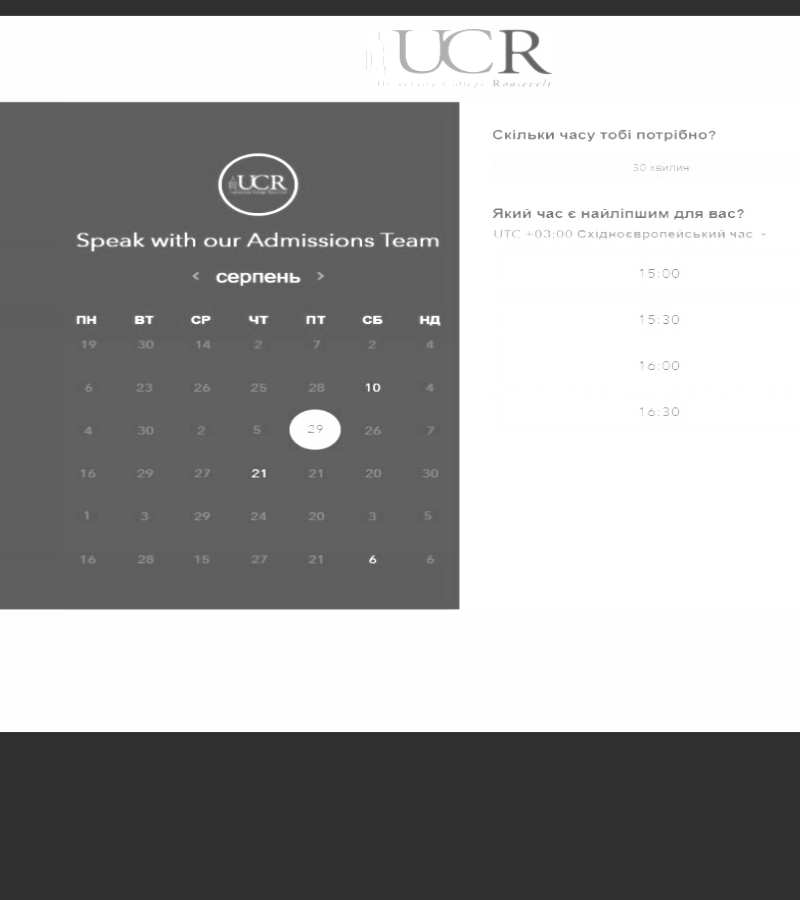 UCR
University College Roosevelt
UCR
Speak with our Admissions Team
< серпень >
ПН ВТ СР ЧТ ПТ СБ НД
19 30 14 2 7 2 4
6 23 26 25 28 10 4
4 30 2 5 29 26 7
16 29 27 21 21 20 30
1 3 29 24 20 3 5
16 28 15 27 21 6 6
Скільки часу тобі потрібно?
30 хвилин
Який час є найліпшим для вас?
UTC +03:00 Східноєвропейський час
15:00
15:30
16:00
16:30